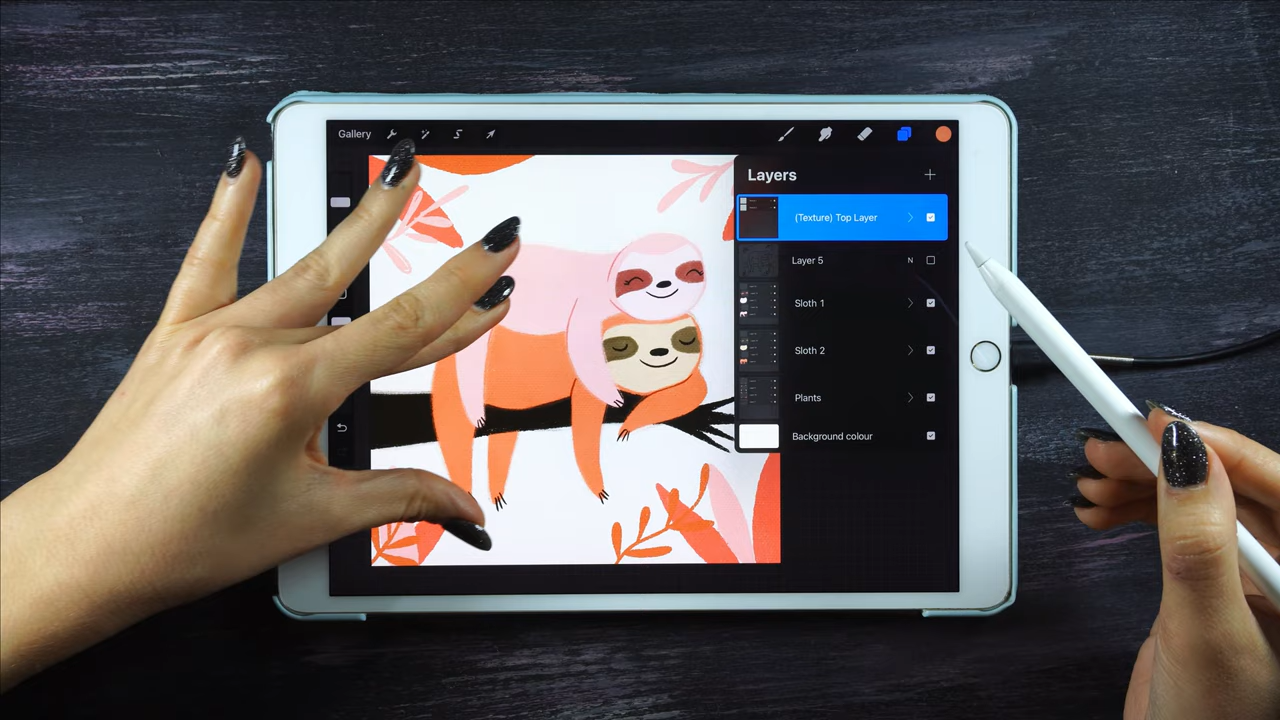 Gallery
Layers
(Texture) Top Layer
Layer 5 N
Sloth 1
Sloth 2
Plants
Background colour